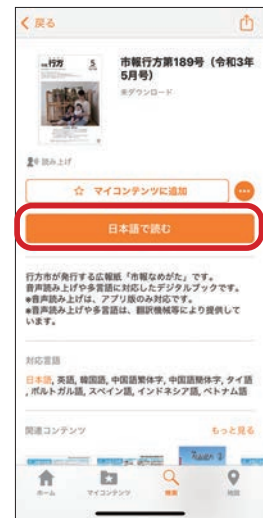 戻る
行方
5
月号
市報行方第189号（令和3年
5月号）
未ダウンロード
読み上げ
☆ マイコンテンツに追加
日本語で読む
行方市が発行する広報紙「市報なめがた」です。
音声読み上げや多言語に対応したデジタルブックです。
※音声読み上げは、アプリ版のみ対応です。
※音声読み上げや多言語は、翻訳機械等により提供して
います。
対応言語
日本語, 英語, 韓国語, 中国語繁体字, 中国語簡体字, タイ語
, ポルトガル語, スペイン語, インドネシア語, ベトナム語
関連コンテンツ
もっと見る
ホーム
マイコンテンツ
検索
地図